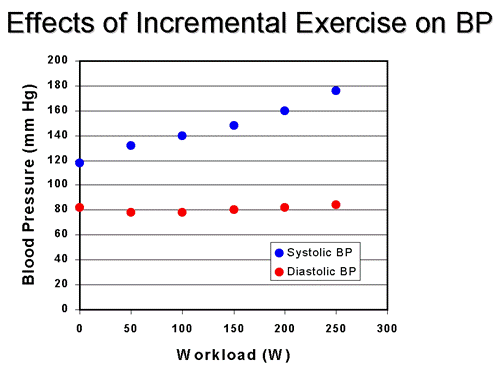 Effects of Incremental Exercise on BP
200
180
160
140
120
100
80
60
40
20
0
Blood Pressure (mm Hg)
Systolic BP
Diastolic BP
0 50 100 150 200 250 300
Workload (W)